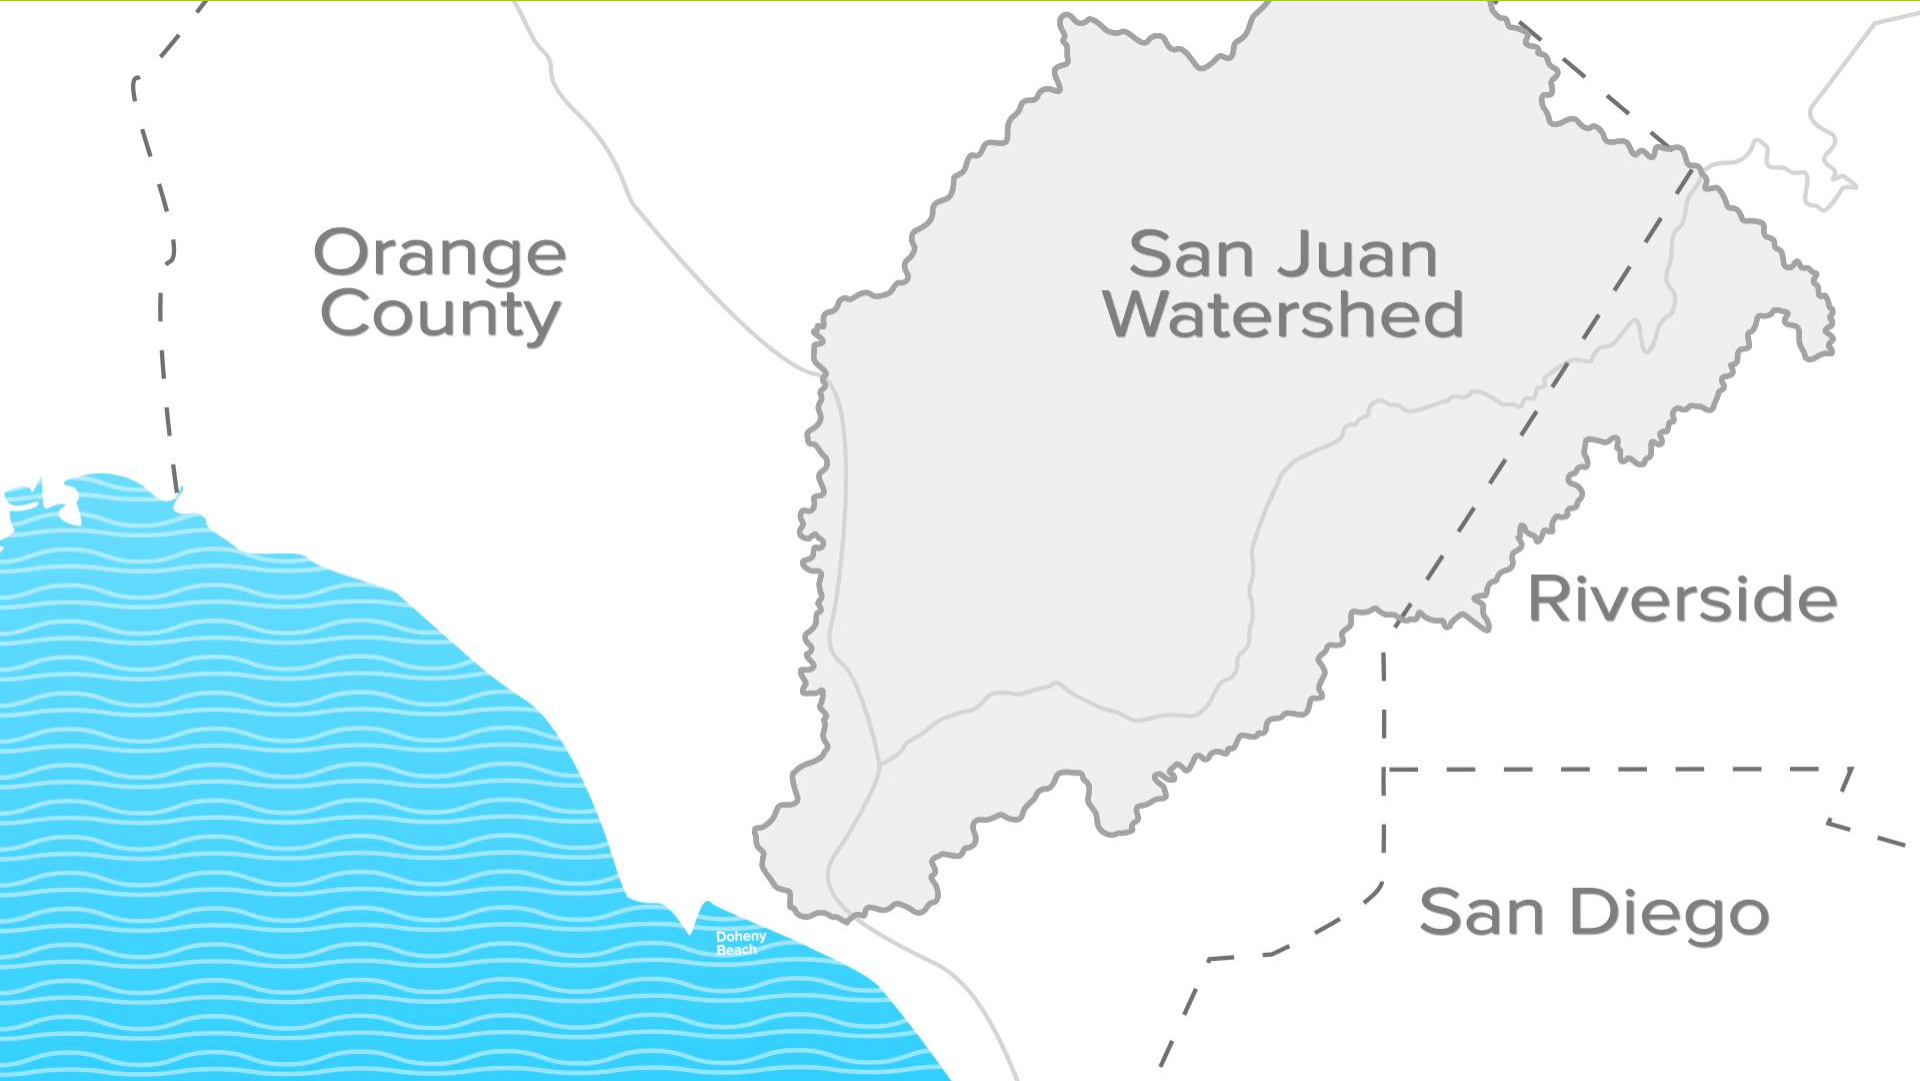 Orange
County
San Juan
Watershed
Riverside
San Diego
Doheny
Beach